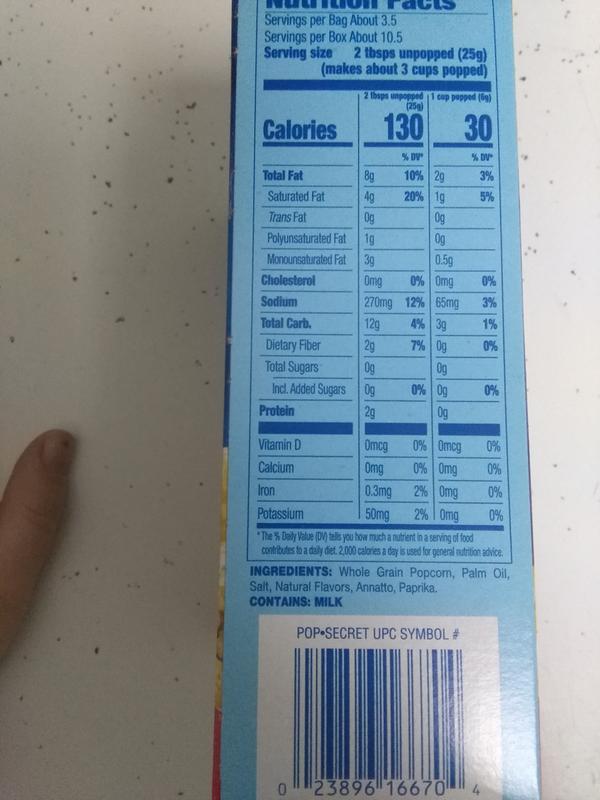 Nutrition Facts
Servings per Bag About 3.5
Servings per Box About 10.5
Serving size 2 tbsps unpopped (25g)
(makes about 3 cups popped)
2 tbsps unpopped (25g) 1 cup popped (6g)
Calories 130 30
% DV* % DV*
Total Fat 8g 10% 2g 3%
Saturated Fat 4g 20% 1g 5%
Trans Fat 0g 0g
Polyunsaturated Fat 1g 0g
Monounsaturated Fat 3g 0.5g
Cholesterol 0mg 0% 0mg 0%
Sodium 270mg 12% 65mg 3%
Total Carb. 12g 4% 3g 1%
Dietary Fiber 2g 7% 0g 0%
Total Sugars 0g 0g
Incl. Added Sugars 0g 0% 0g 0%
Protein 2g 0g
Vitamin D 0mcg 0% 0mcg 0%
Calcium 0mg 0% 0mg 0%
Iron 0.3mg 2% 0mg 0%
Potassium 50mg 2% 0mg 0%
*The % Daily Value (DV) tells you how much a nutrient in a serving of food
contributes to a daily diet. 2,000 calories a day is used for general nutrition advice.
INGREDIENTS: Whole Grain Popcorn, Palm Oil,
Salt, Natural Flavors, Annatto, Paprika.
CONTAINS: MILK
POP•SECRET UPC SYMBOL #
0 23896 16670 4